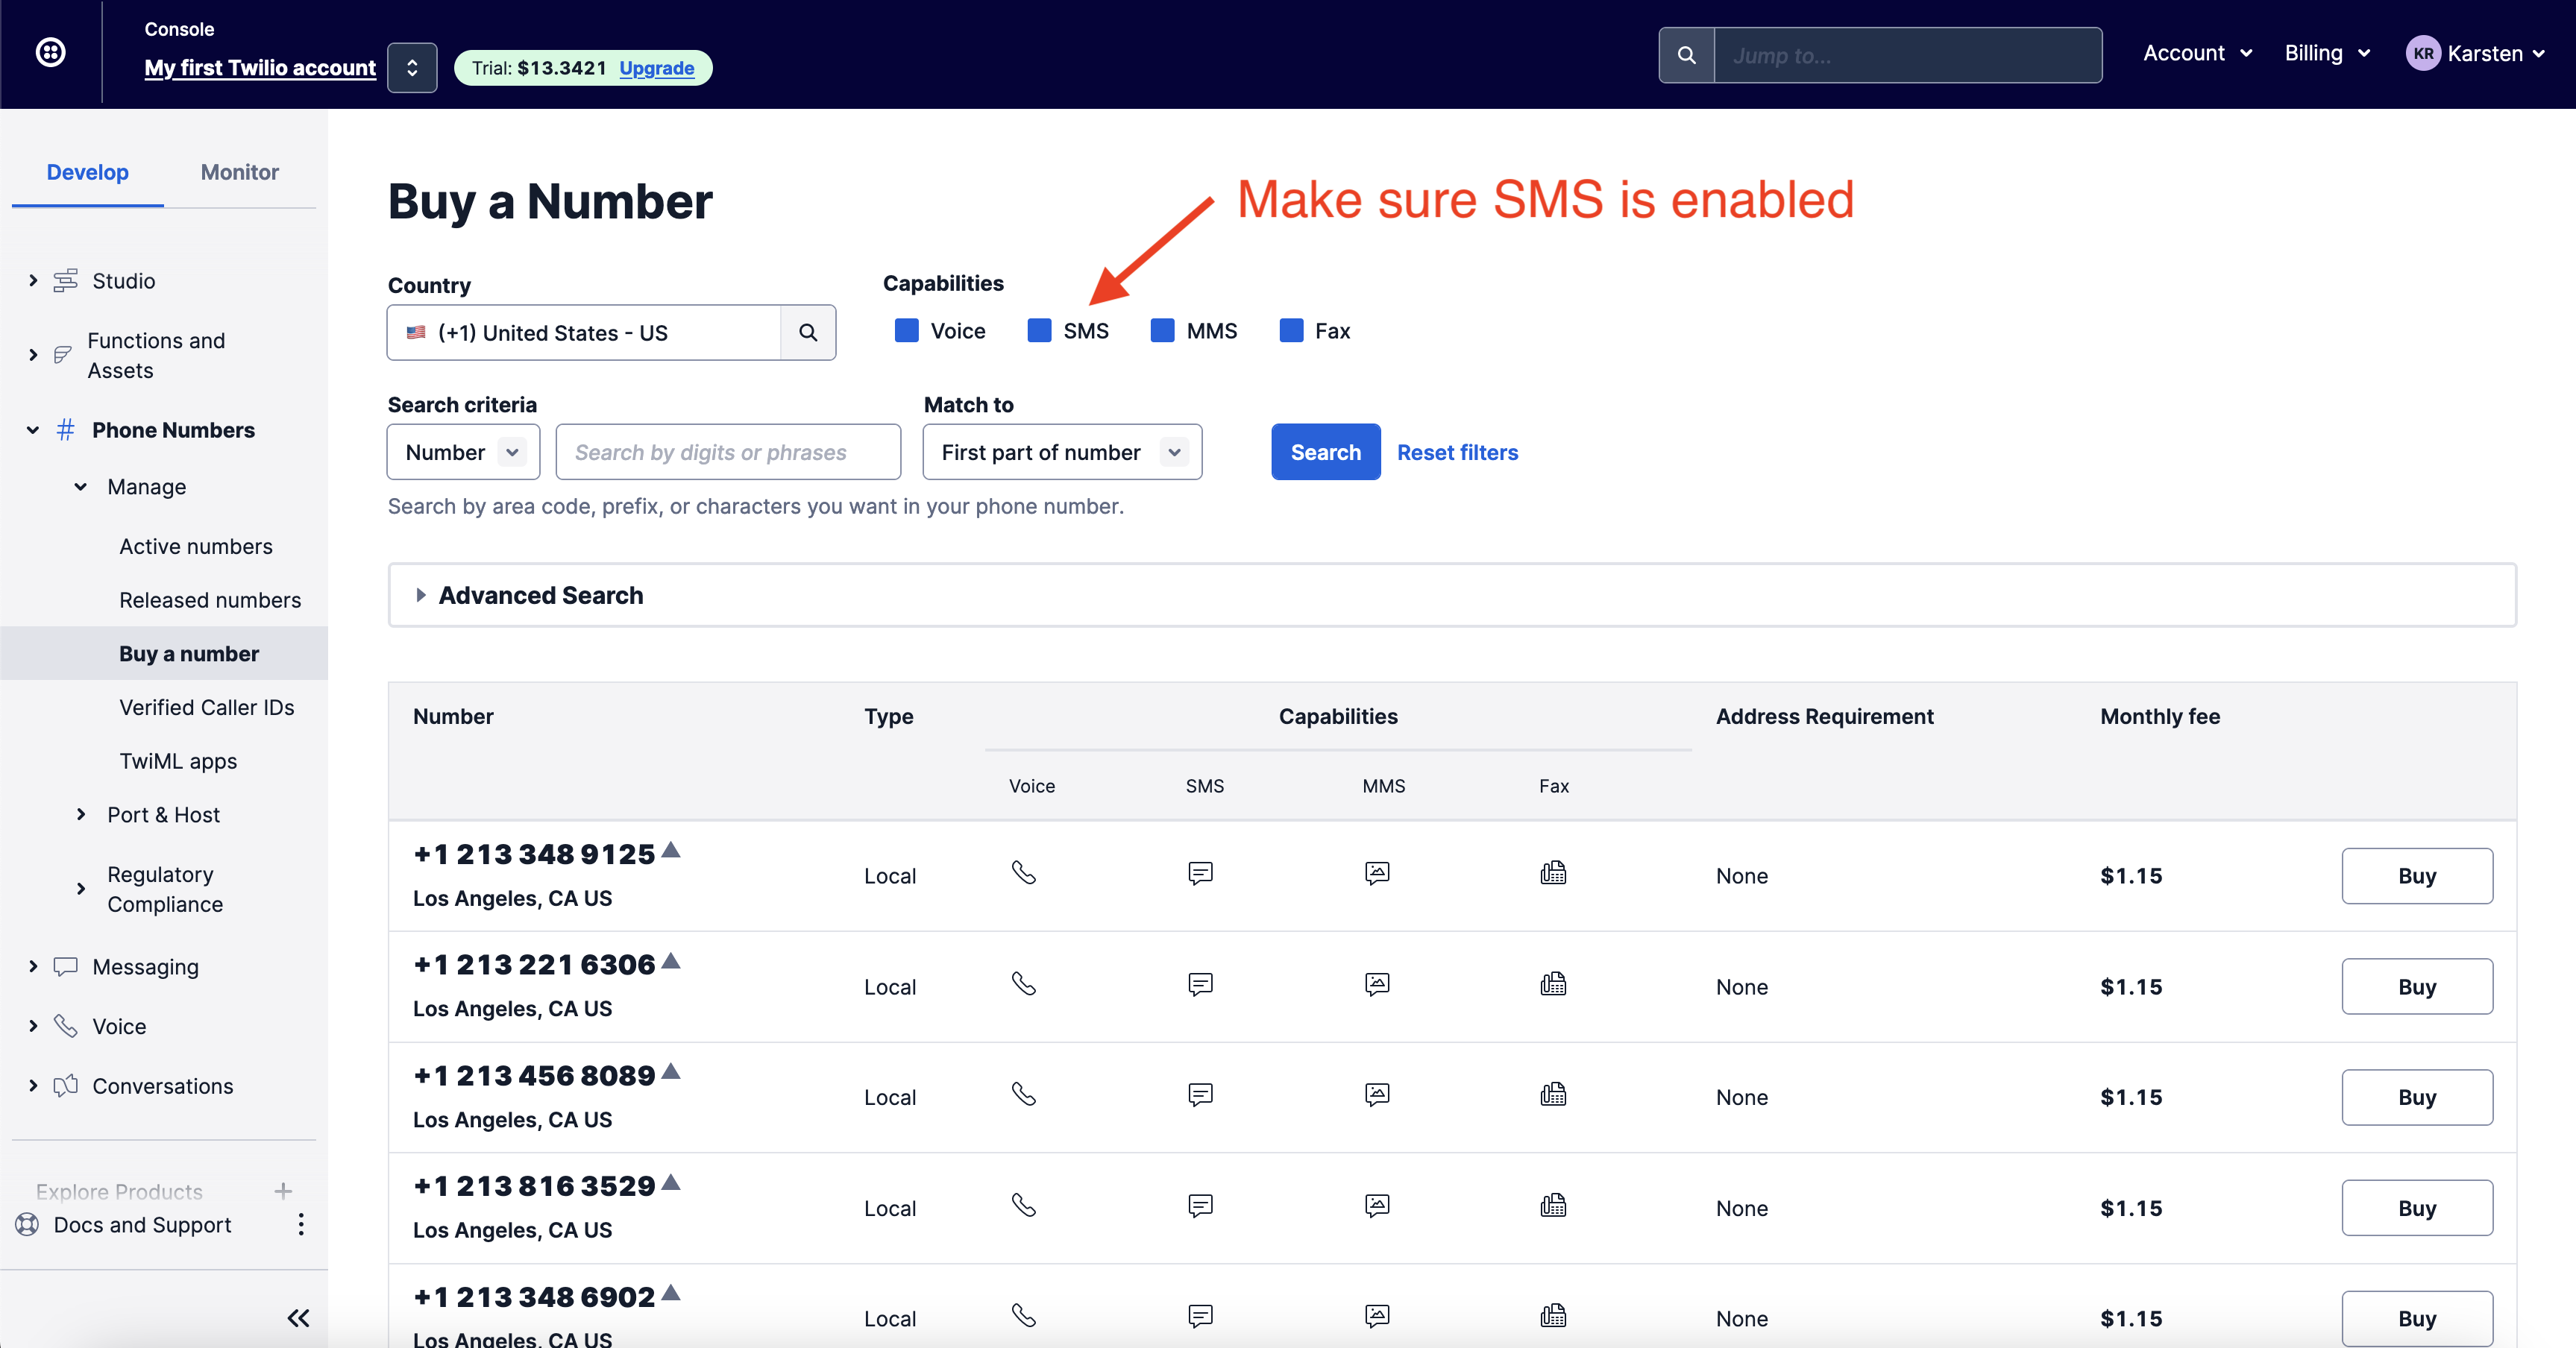 Console
My first Twilio account
Trial: $13.3421 Upgrade
Jump to...
Account
Billing
KR Karsten
Develop Monitor
Studio
Functions and
Assets
Phone Numbers
Manage
Active numbers
Released numbers
Buy a number
Verified Caller IDs
TwiML apps
Port & Host
Regulatory
Compliance
Messaging
Voice
Conversations
Explore Products
Docs and Support
Buy a Number
Make sure SMS is enabled
Country
(+1) United States - US
Capabilities
Voice SMS MMS Fax
Search criteria
Match to
Number Search by digits or phrases First part of number Search Reset filters
Search by area code, prefix, or characters you want in your phone number.
Advanced Search
Number Type Capabilities Address Requirement Monthly fee
Voice SMS MMS Fax
+1 213 348 9125
Los Angeles, CA US
Local None $1.15 Buy
+1 213 221 6306
Los Angeles, CA US
Local None $1.15 Buy
+1 213 456 8089
Los Angeles, CA US
Local None $1.15 Buy
+1 213 816 3529
Los Angeles, CA US
Local None $1.15 Buy
+1 213 348 6902
Los Angeles, CA US
Local None $1.15 Buy